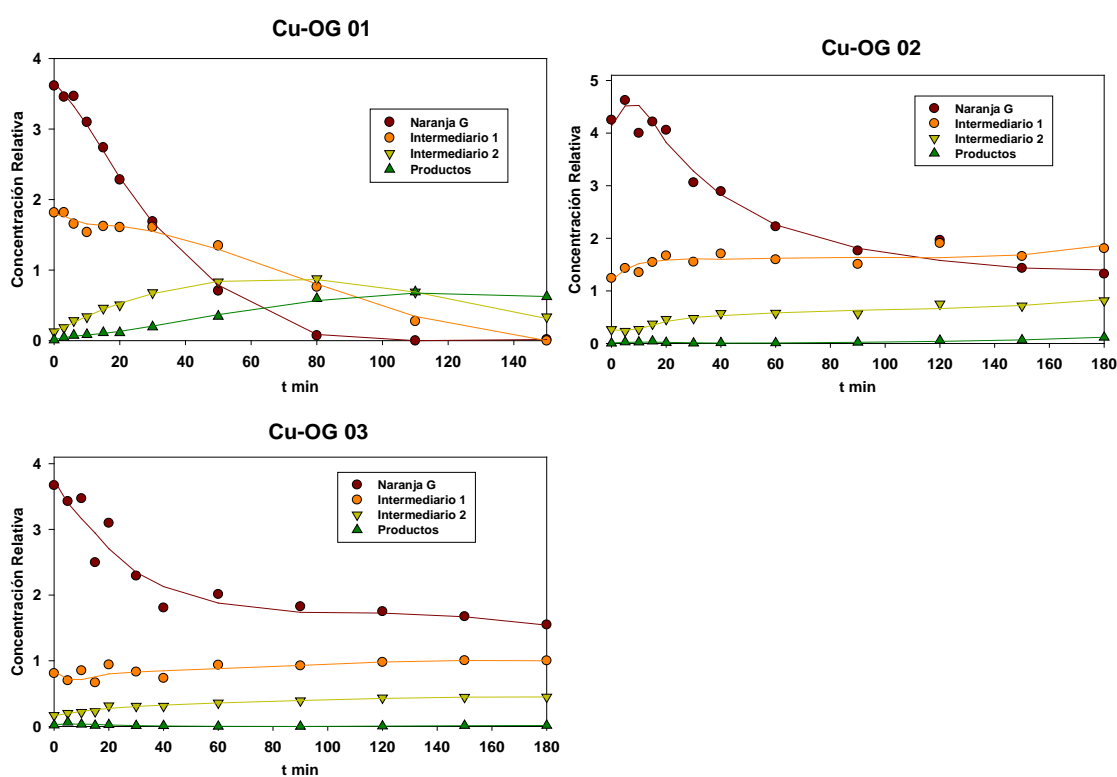 Cu-OG 01
Concentración Relativa
4
3
2
1
0
Naranja G
Intermediario 1
Intermediario 2
Productos
0 20 40 60 80 100 120 140
t min
Cu-OG 02
Concentración Relativa
5
4
3
2
1
0
Naranja G
Intermediario 1
Intermediario 2
Productos
0 20 40 60 80 100 120 140 160 180
t min
Cu-OG 03
Concentración Relativa
4
3
2
1
0
Naranja G
Intermediario 1
Intermediario 2
Productos
0 20 40 60 80 100 120 140 160 180
t min